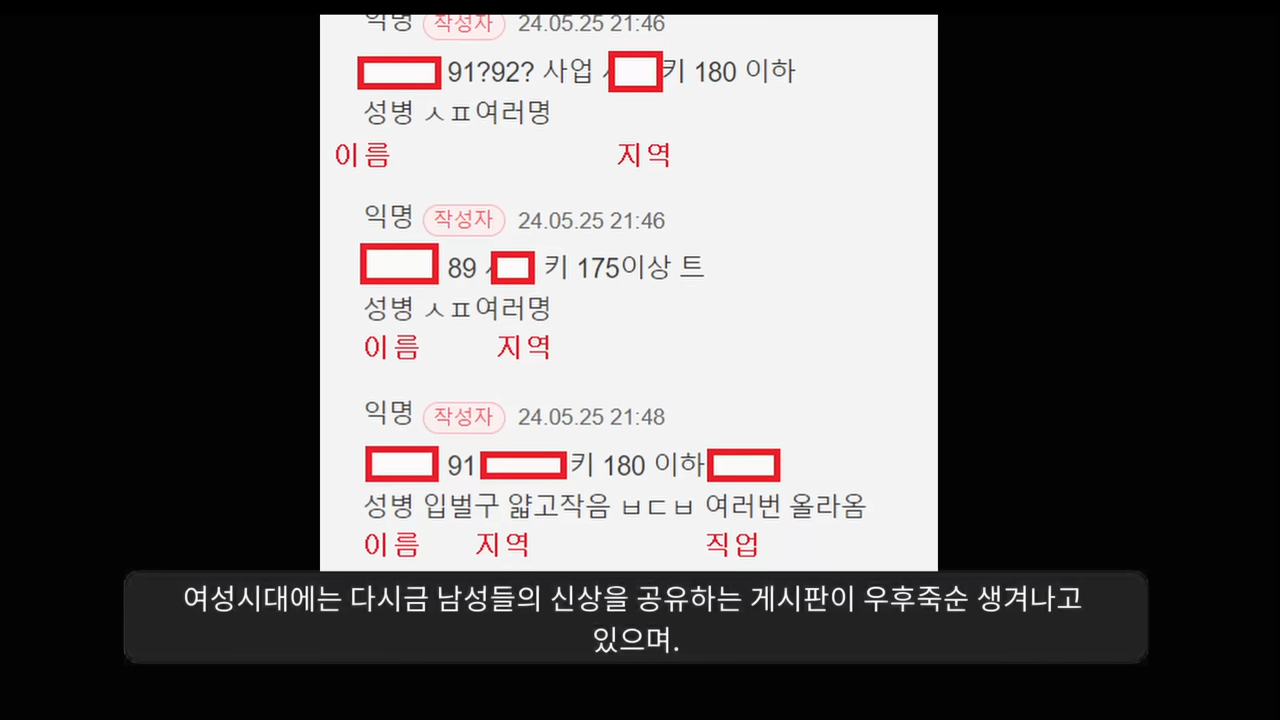 익명 작성자 24.05.25 21:46
91?92? 사업 키 180 이하
성병 ㅅㅍ여러명
이름 지역
익명 작성자 24.05.25 21:46
89 키 175이상 트
성병 ㅅㅍ여러명
이름 지역
익명 작성자 24.05.25 21:48
91 키 180 이하
성병 입벌구 얇고작음 ㅂㄷㅂ 여러번 올라옴
이름 지역 직업
여성시대에는 다시금 남성들의 신상을 공유하는 게시판이 우후죽순 생겨나고
있으며.